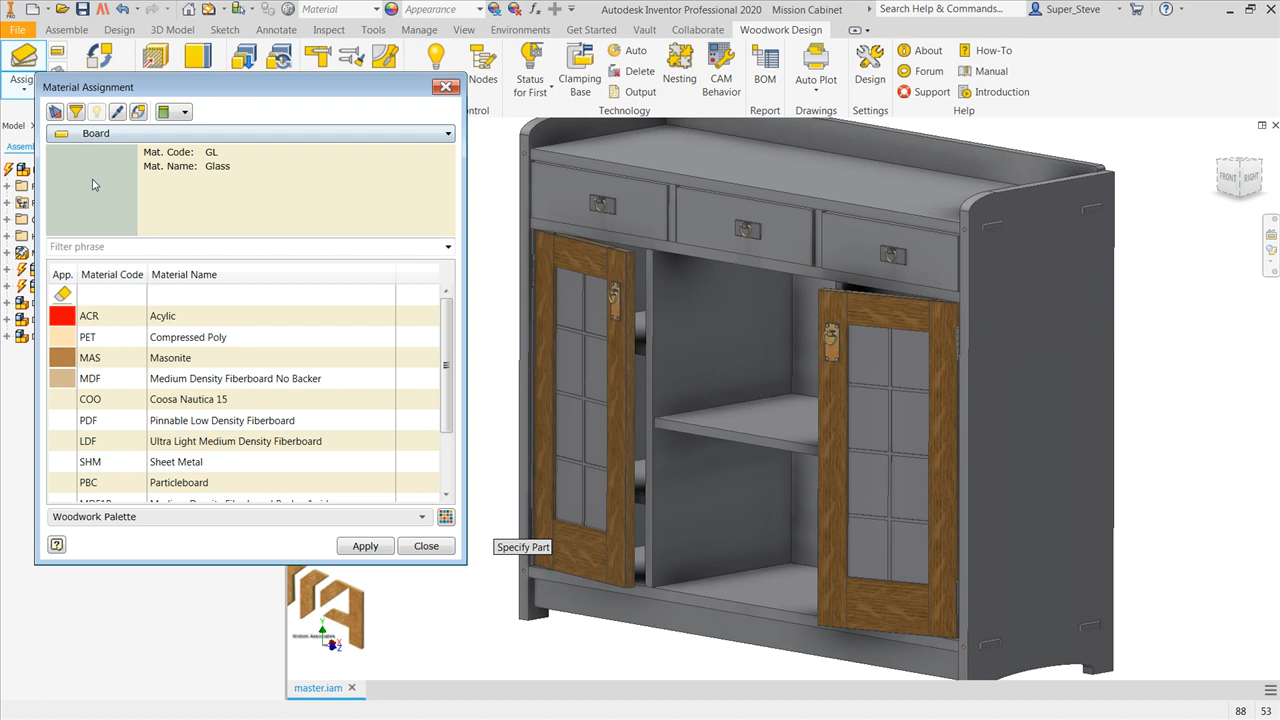 Material
Appearance
Autodesk Inventor Professional 2020 Mission Cabinet
Search Help & Commands...
Super_Steve
File
Assemble
Design
3D Model
Sketch
Annotate
Inspect
Tools
Manage
View
Environments
Get Started
Vault
Collaborate
Woodwork Design
Assig
Nodes
Status
for First
Auto
Delete
Output
Clamping
Base
Nesting
CAM
Behavior
BOM
Auto Plot
Design
About
Forum
Support
How-To
Manual
Introduction
Technology
Report
Drawings
Settings
Help
Model
Assemb
Material Assignment
Board
Mat. Code: GL
Mat. Name: Glass
Filter phrase
App. Material Code Material Name
ACR Acylic
PET Compressed Poly
MAS Masonite
MDF Medium Density Fiberboard No Backer
COO Coosa Nautica 15
PDF Pinnable Low Density Fiberboard
LDF Ultra Light Medium Density Fiberboard
SHM Sheet Metal
PBC Particleboard
Woodwork Palette
Apply
Close
Specify Part
FRONT
RIGHT
Y
X
Z
master.iam
88 53